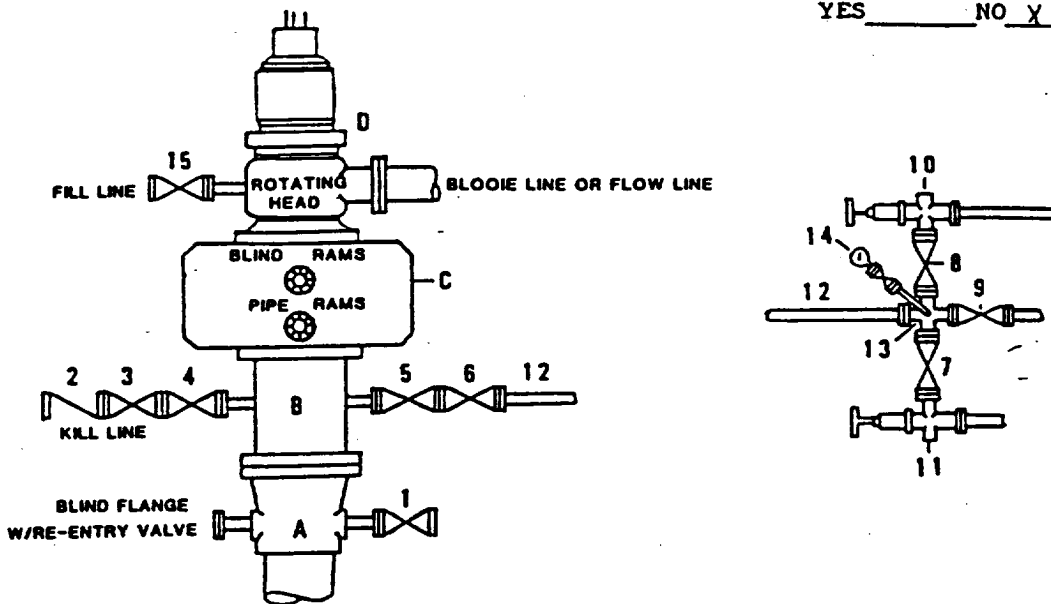 YES NO X
D
15
FILL LINE
ROTATING HEAD
BLOOIE LINE OR FLOW LINE
BLIND RAMS
C
PIPE RAMS
2 3 4
5 6 12
B
KILL LINE
BLIND FLANGE
W/RE-ENTRY VALVE
A
1
10
14
8
12
9
13
7
11